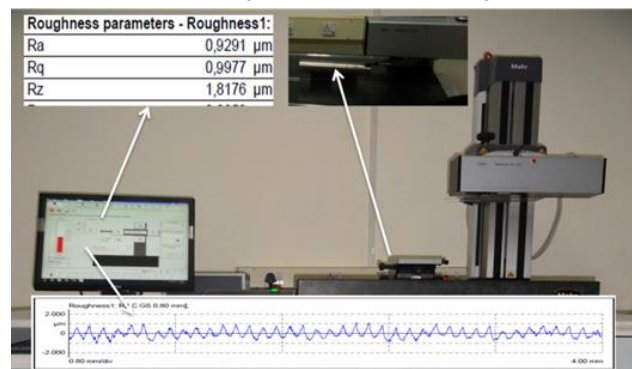 Roughness parameters - Roughness1:
Ra 0,9291 µm
Rq 0,9977 µm
Rz 1,8176 µm
Mahr
Roughness1: R
GS 0.80 mm]:
2.000
µm
0
-2.000
0.80 mm/div 4.00 mm